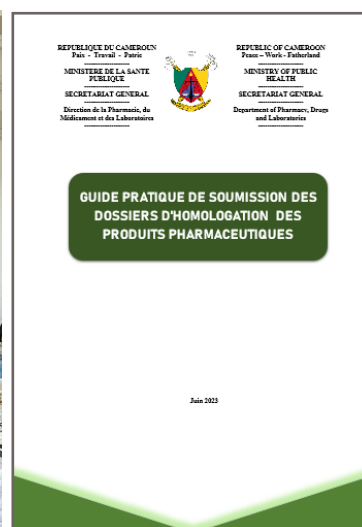 REPUBLIQUE DU CAMEROUN
Paix - Travail - Patrie
MINISTERE DE LA SANTE
PUBLIQUE
SECRETARIAT GENERAL
Direction de la Pharmacie, du
Médicament et des Laboratoires
REPUBLIC OF CAMEROON
Peace – Work - Fatherland
MINISTRY OF PUBLIC
HEALTH
SECRETARIAT GENERAL
Department of Pharmacy, Drugs
and Laboratories
GUIDE PRATIQUE DE SOUMISSION DES
DOSSIERS D'HOMOLOGATION DES
PRODUITS PHARMACEUTIQUES
Juin 2023